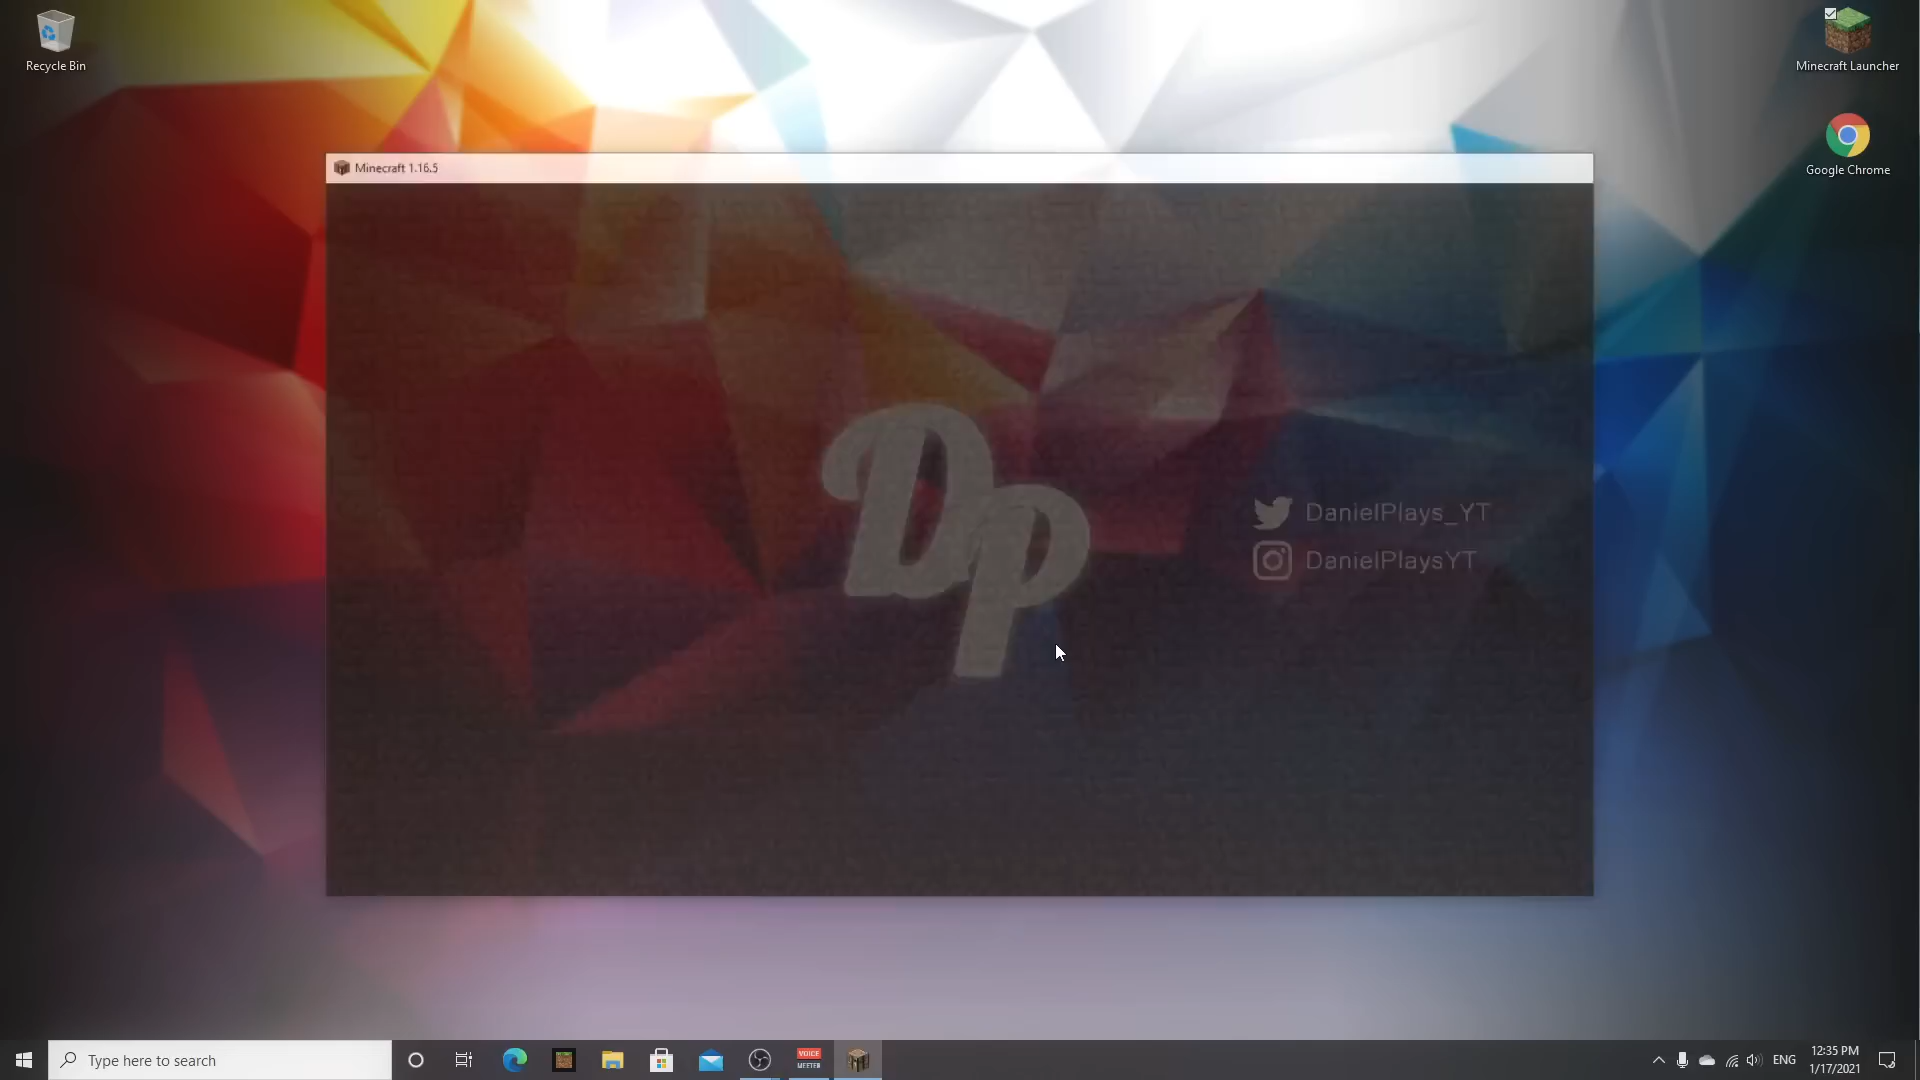 Recycle Bin
Minecraft Launcher
Google Chrome
Minecraft 1.16.5
Dp
DanielPlays_YT
DanielPlaysYT
Type here to search
VOICE
MEETER
ENG
12:35 PM
1/17/2021